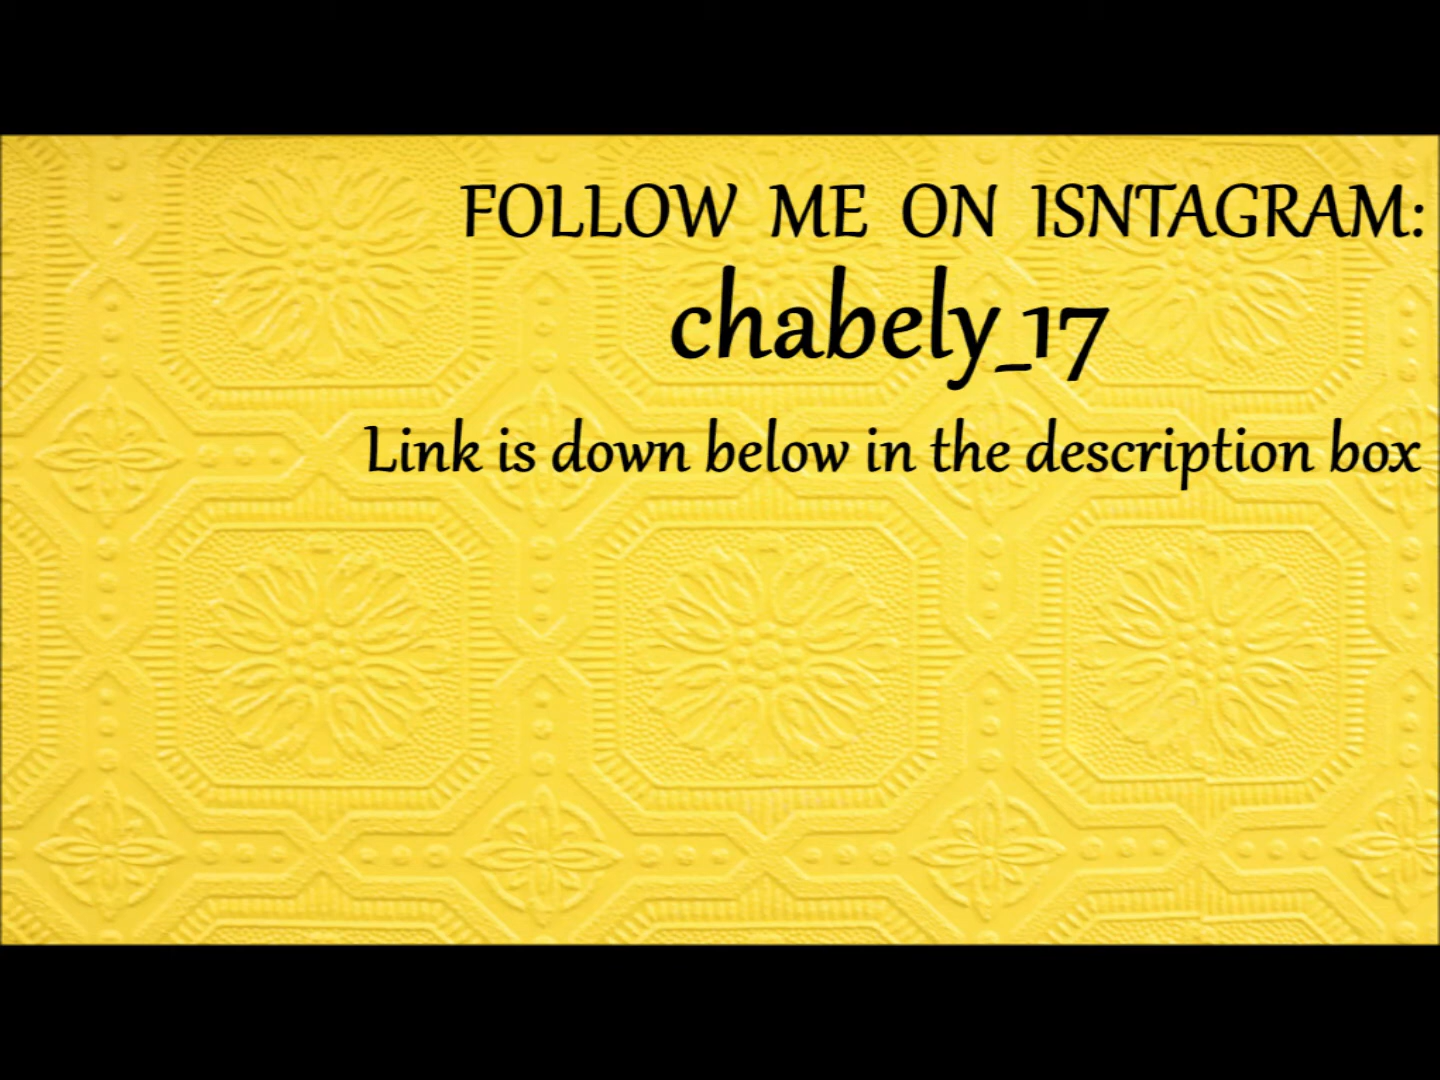 FOLLOW ME ON ISNTAGRAM:
chabely_17
Link is down below in the description box